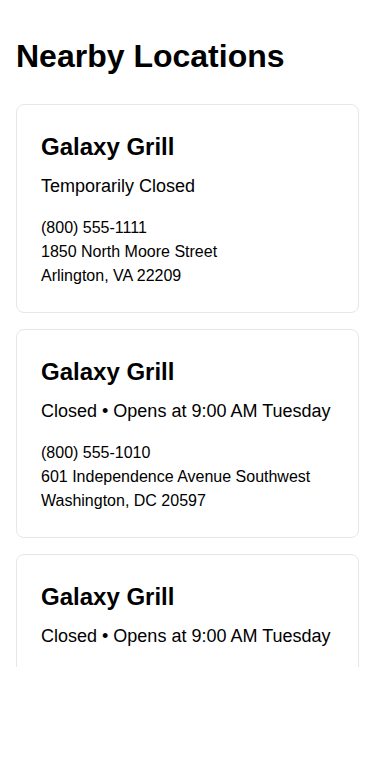 Nearby Locations
Galaxy Grill
Temporarily Closed
(800) 555-1111
1850 North Moore Street
Arlington, VA 22209
Galaxy Grill
Closed • Opens at 9:00 AM Tuesday
(800) 555-1010
601 Independence Avenue Southwest
Washington, DC 20597
Galaxy Grill
Closed • Opens at 9:00 AM Tuesday